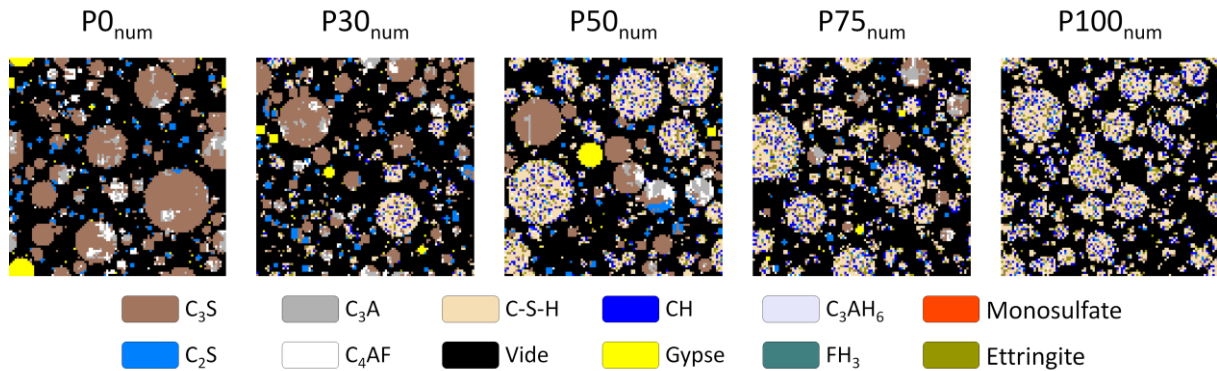 P0num P30num P50num P75num P100num
C3S C3A C-S-H CH C3AH6 Monosulfate
C2S C4AF Vide Gypse FH3 Ettringite